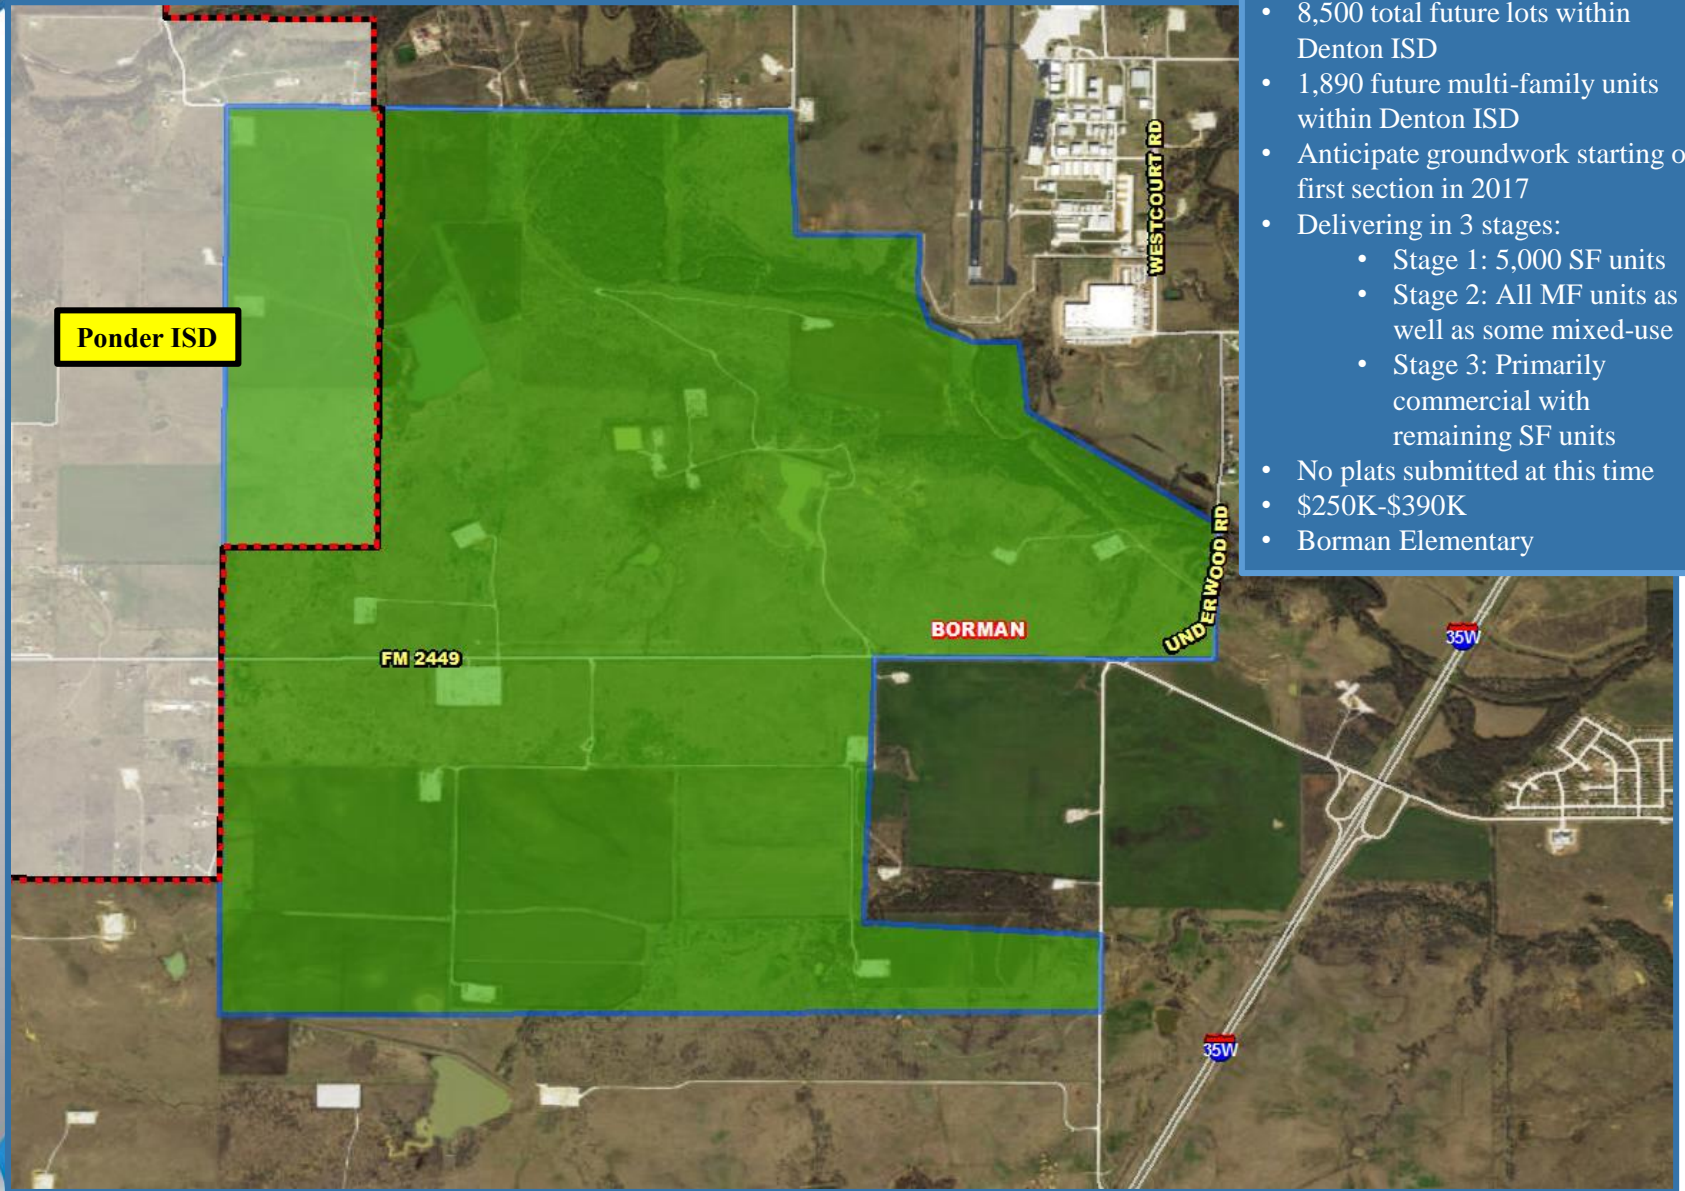 • 8,500 total future lots within
Denton ISD
• 1,890 future multi-family units
within Denton ISD
• Anticipate groundwork starting o
first section in 2017
• Delivering in 3 stages:
• Stage 1: 5,000 SF units
• Stage 2: All MF units as
well as some mixed-use
• Stage 3: Primarily
commercial with
remaining SF units
• No plats submitted at this time
• $250K-$390K
• Borman Elementary
WESTCOURT RD
Ponder ISD
UNDERWOOD RD
BORMAN
FM 2449
35W
35W